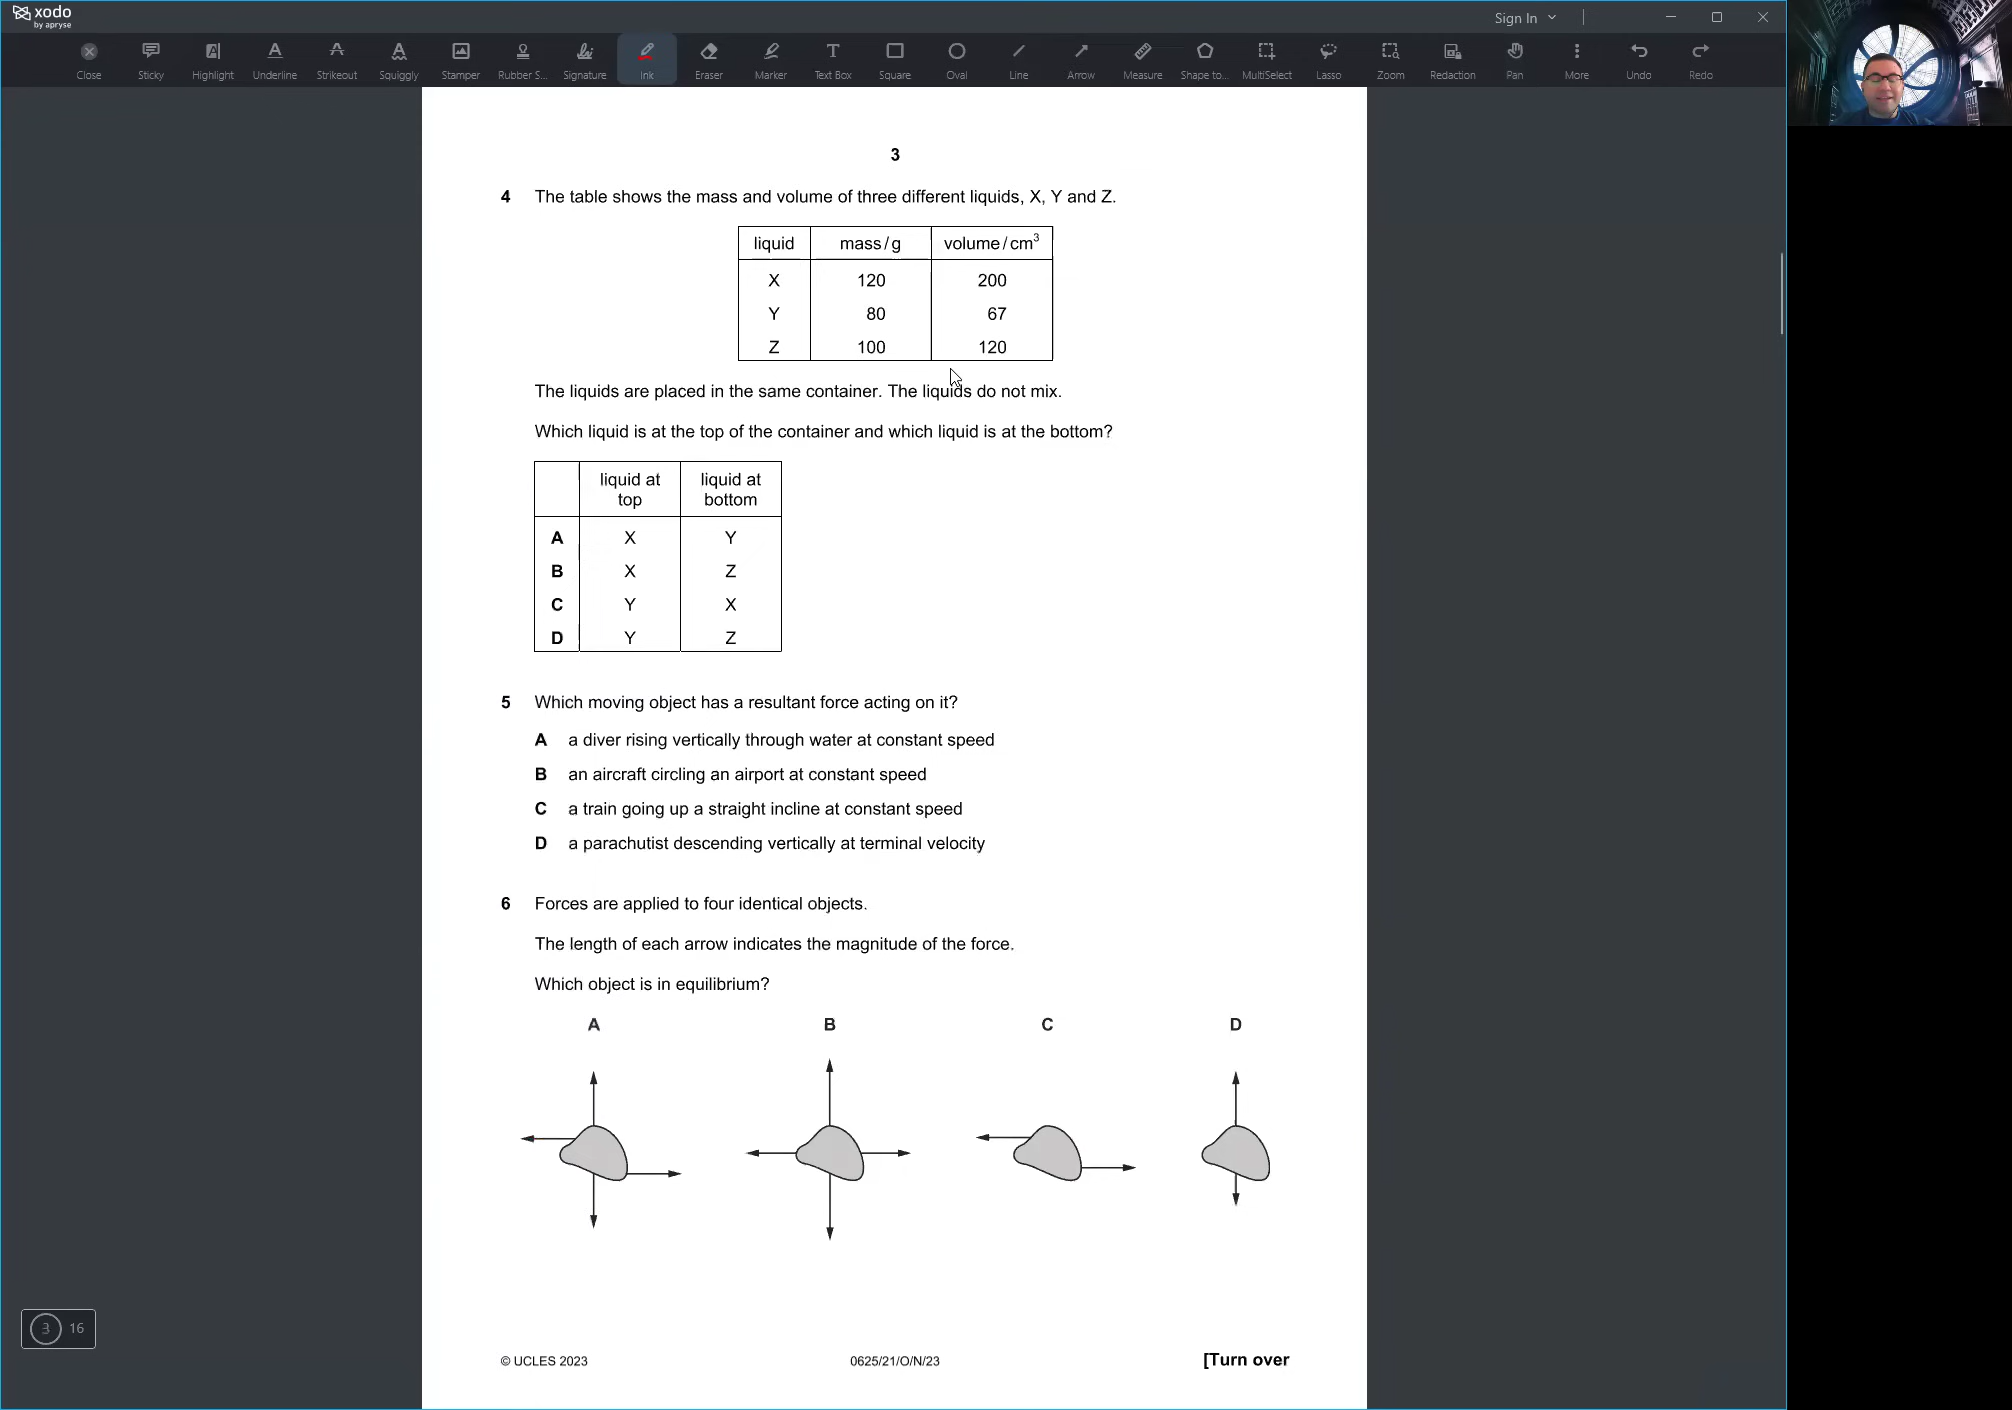 xodo
by apryse
Sign In
Close Sticky Highlight Underline Strikeout Squiggly Stamper Rubber S... Signature Ink Eraser Marker Text Box Square Oval Line Arrow Measure Shape to... MultiSelect Lasso Zoom Redaction Pan More Undo Redo
3
4 The table shows the mass and volume of three different liquids, X, Y and Z.
liquid mass/g volume/cm³
X 120 200
Y 80 67
Z 100 120
The liquids are placed in the same container. The liquids do not mix.
Which liquid is at the top of the container and which liquid is at the bottom?
liquid at top liquid at bottom
A X Y
B X Z
C Y X
D Y Z
5 Which moving object has a resultant force acting on it?
A a diver rising vertically through water at constant speed
B an aircraft circling an airport at constant speed
C a train going up a straight incline at constant speed
D a parachutist descending vertically at terminal velocity
6 Forces are applied to four identical objects.
The length of each arrow indicates the magnitude of the force.
Which object is in equilibrium?
A B C D
3 16
© UCLES 2023 0625/21/O/N/23 [Turn over